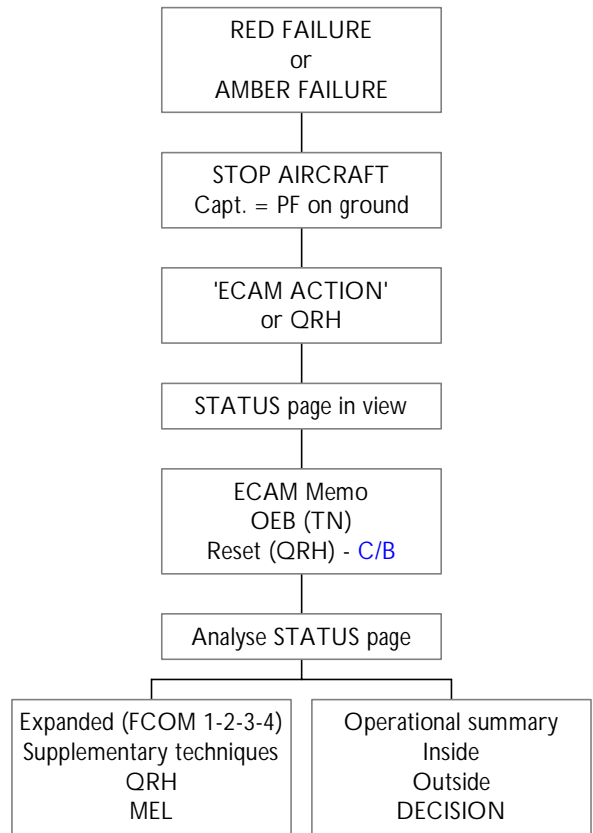 RED FAILURE
or
AMBER FAILURE
STOP AIRCRAFT
Capt. = PF on ground
'ECAM ACTION'
or QRH
STATUS page in view
ECAM Memo
OEB (TN)
Reset (QRH) - C/B
Analyse STATUS page
Expanded (FCOM 1-2-3-4)
Supplementary techniques
QRH
MEL
Operational summary
Inside
Outside
DECISION